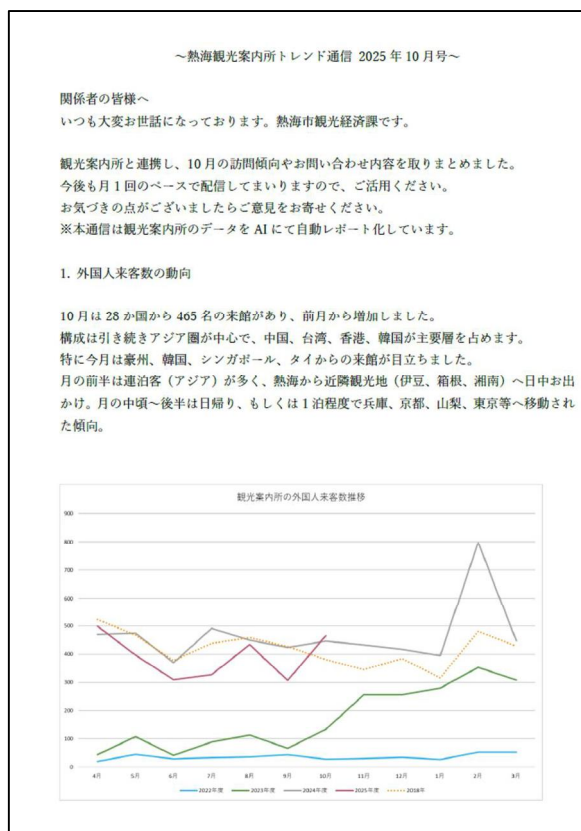 ～熱海観光案内所トレンド通信 2025年10月号～
関係者の皆様へ
いつも大変お世話になっております。熱海市観光経済課です。
観光案内所と連携し、10月の訪問傾向やお問い合わせ内容を取りまとめました。
今後も月1回のペースで配信してまいりますので、ご活用ください。
お気づきの点がございましたらご意見をお寄せください。
※本通信は観光案内所のデータをAIにて自動レポート化しています。
1. 外国人来客数の動向
10月は28か国から465名の来館があり、前月から増加しました。
構成は引き続きアジア圏が中心で、中国、台湾、香港、韓国が主要層を占めます。
特に今月は豪州、韓国、シンガポール、タイからの来館が目立ちました。
月の前半は連泊客（アジア）が多く、熱海から近隣観光地（伊豆、箱根、湘南）へ日中お出
かけ。月の中頃～後半は日帰り、もしくは1泊程度で兵庫、京都、山梨、東京等へ移動され
た傾向。
観光案内所の外国人来客数推移
900
800
700
600
500
400
300
200
100
0
4月 5月 6月 7月 8月 9月 10月 11月 12月 1月 2月 3月
2022年度 2023年度 2024年度 2025年度 2018年